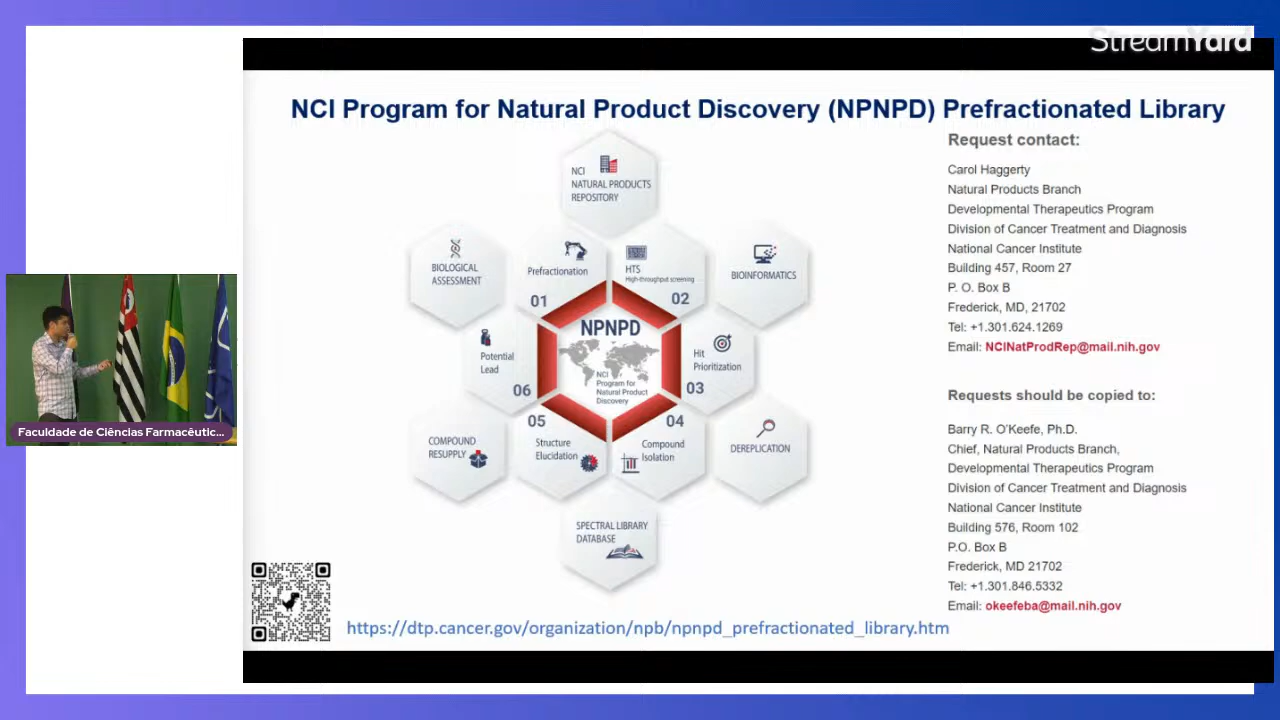 StreamYard
NCI Program for Natural Product Discovery (NPNPD) Prefractionated Library
NCI
NATURAL PRODUCTS
REPOSITORY
BIOLOGICAL
ASSESSMENT
Prefractionation
01
HTS
High-throughput screening
02
BIOINFORMATICS
Potential
Lead
06
NPNPD
NCI
Program for
Natural Product
Discovery
Hit
Prioritization
03
COMPOUND
RESUPPLY
05
Structure
Elucidation
04
Compound
Isolation
DEREPLICATION
SPECTRAL LIBRARY
DATABASE
https://dtp.cancer.gov/organization/npb/npnpd_prefractionated_library.htm
Request contact:
Carol Haggerty
Natural Products Branch
Developmental Therapeutics Program
Division of Cancer Treatment and Diagnosis
National Cancer Institute
Building 457, Room 27
P. O. Box B
Frederick, MD, 21702
Tel: +1.301.624.1269
Email: NCINatProdRep@mail.nih.gov
Requests should be copied to:
Barry R. O'Keefe, Ph.D.
Chief, Natural Products Branch,
Developmental Therapeutics Program
Division of Cancer Treatment and Diagnosis
National Cancer Institute
Building 576, Room 102
P.O. Box B
Frederick, MD 21702
Tel: +1.301.846.5332
Email: okeefeba@mail.nih.gov
Faculdade de Ciências Farmacêutic...